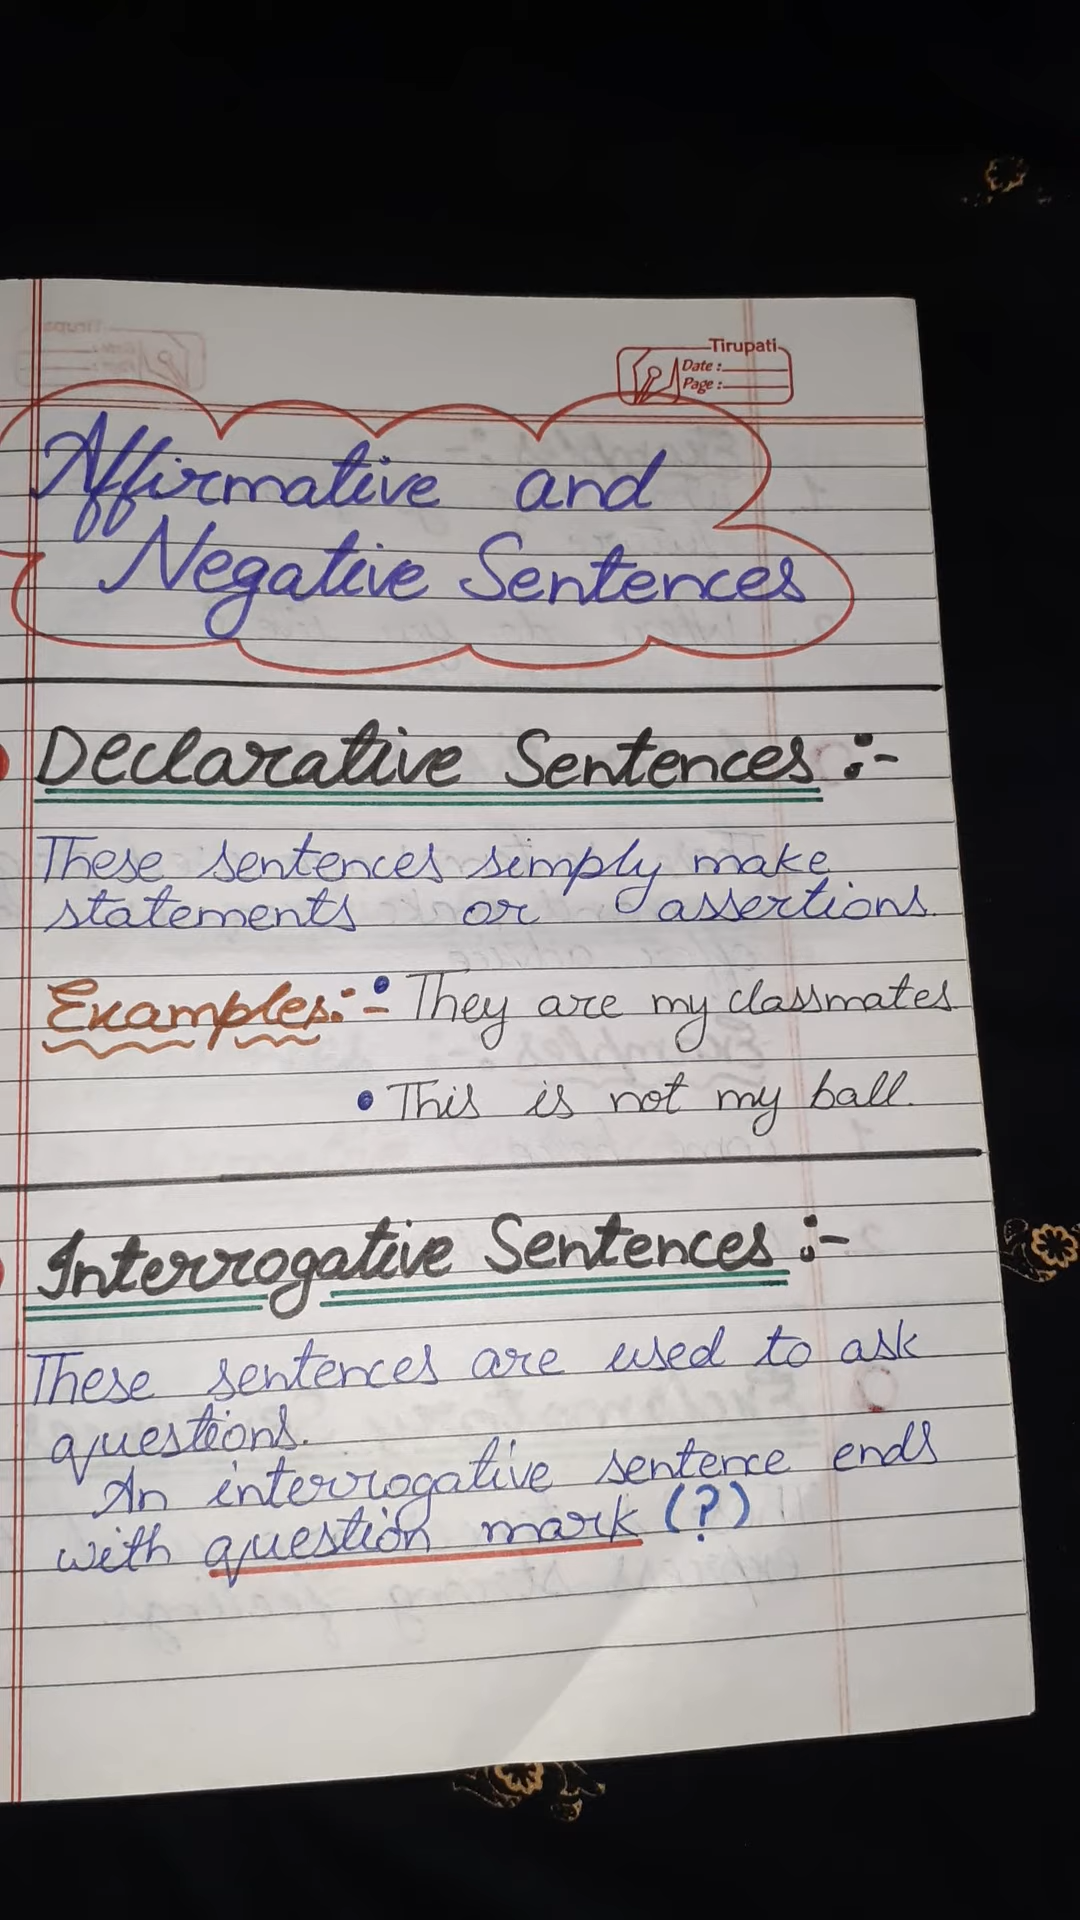 Tirupati
Date :
Page :
Affirmative and
Negative Sentences
Declarative Sentences :-
These sentences simply make
statements or assertions.
Examples :- • They are my classmates
• This is not my ball.
Interrogative Sentences :-
These sentences are used to ask
questions.
An interrogative sentence ends
with question mark (?)